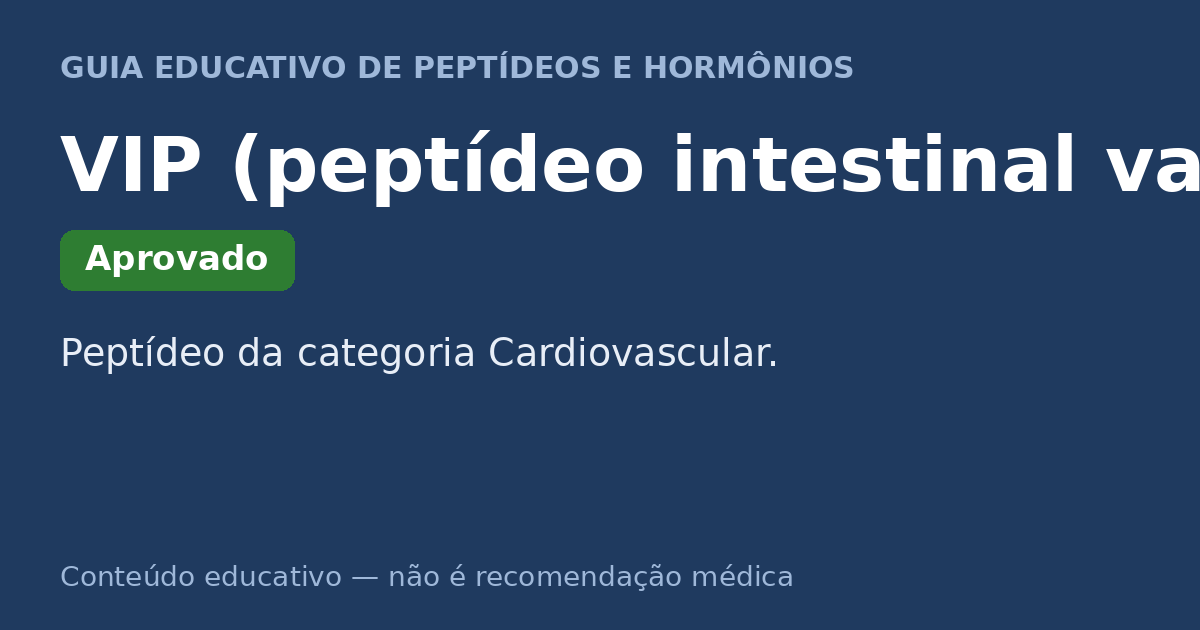 GUIA EDUCATIVO DE PEPTÍDEOS E HORMÔNIOS
VIP (peptídeo intestinal va
Aprovado
Peptídeo da categoria Cardiovascular.
Conteúdo educativo — não é recomendação médica